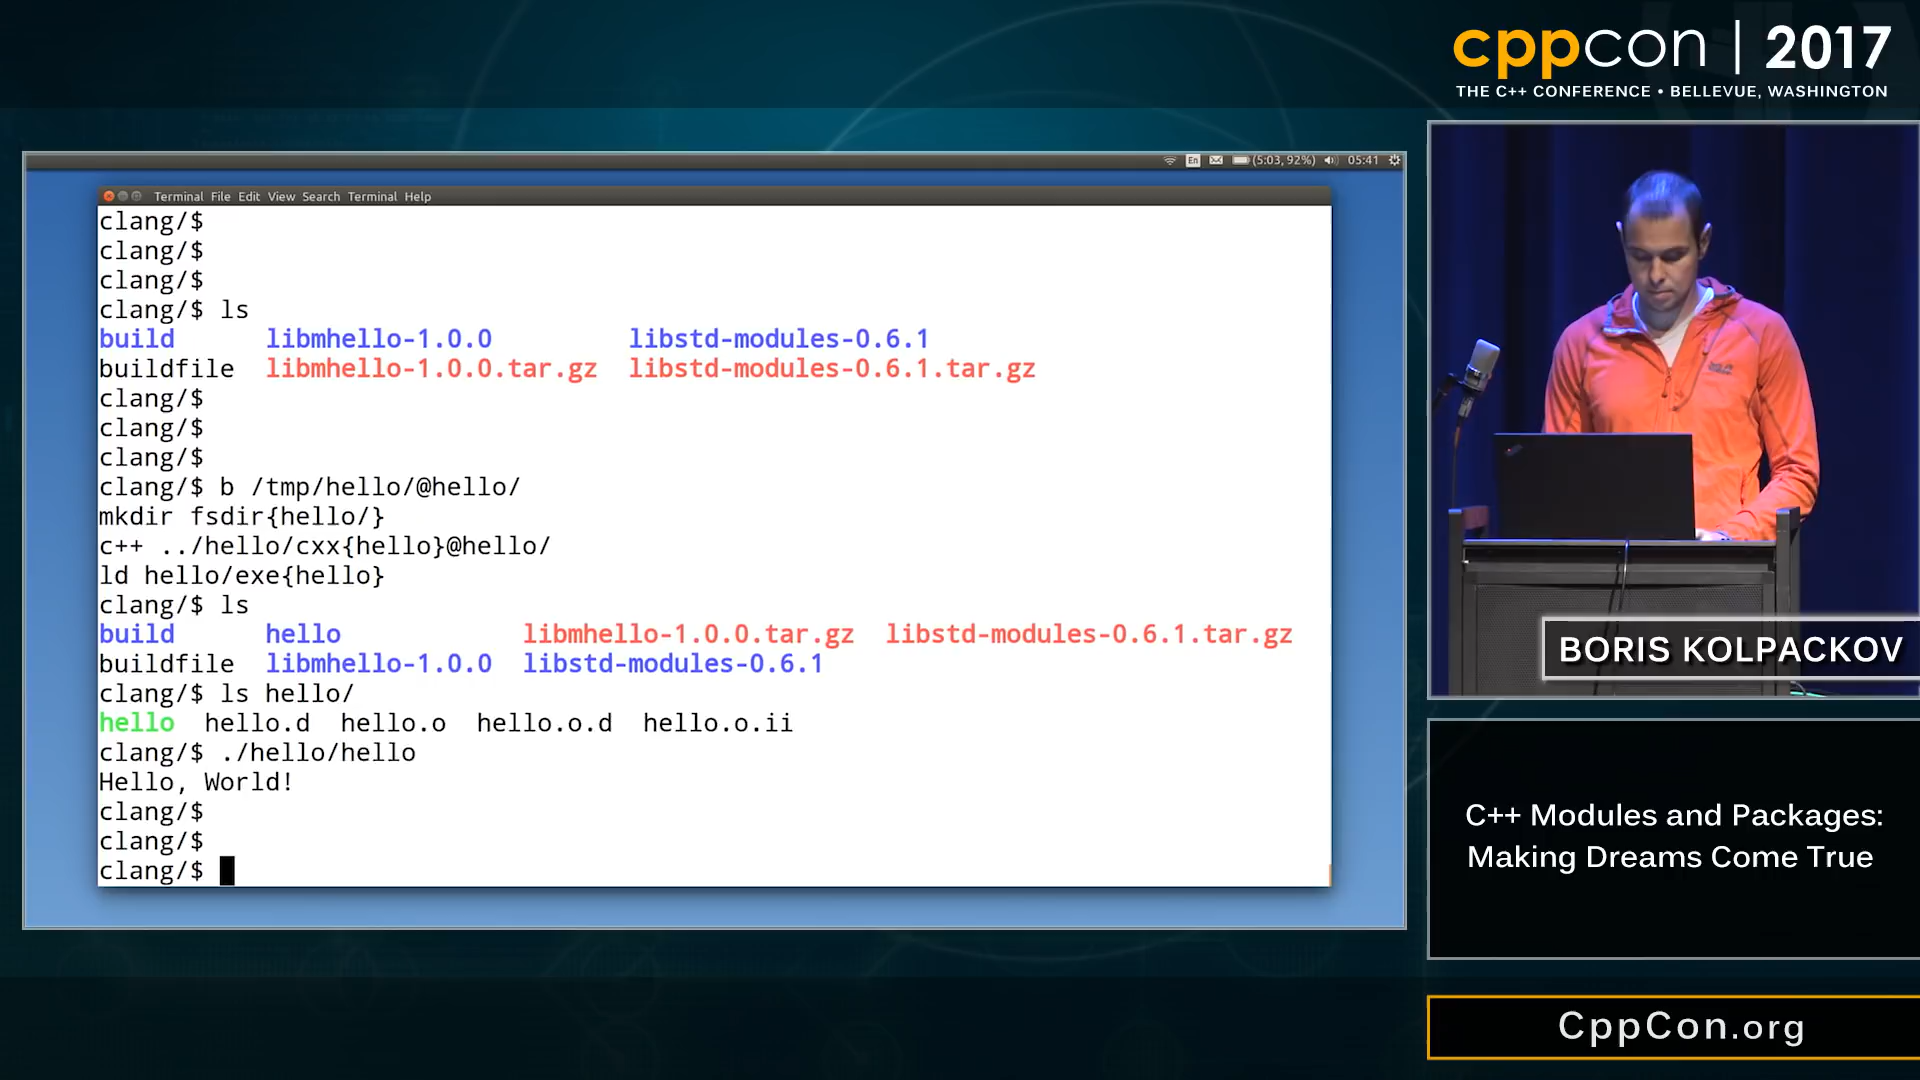 cppcon | 2017
THE C++ CONFERENCE • BELLEVUE, WASHINGTON
En (5:03, 92%) 05:41
Terminal File Edit View Search Terminal Help
clang/$
clang/$
clang/$
clang/$ ls
build libmhello-1.0.0 libstd-modules-0.6.1
buildfile libmhello-1.0.0.tar.gz libstd-modules-0.6.1.tar.gz
clang/$
clang/$
clang/$
clang/$ b /tmp/hello/@hello/
mkdir fsdir{hello/}
c++ ../hello/cxx{hello}@hello/
ld hello/exe{hello}
clang/$ ls
build hello libmhello-1.0.0.tar.gz libstd-modules-0.6.1.tar.gz
buildfile libmhello-1.0.0 libstd-modules-0.6.1
clang/$ ls hello/
hello hello.d hello.o hello.o.d hello.o.ii
clang/$ ./hello/hello
Hello, World!
clang/$
clang/$
clang/$
BORIS KOLPACKOV
C++ Modules and Packages:
Making Dreams Come True
CppCon.org